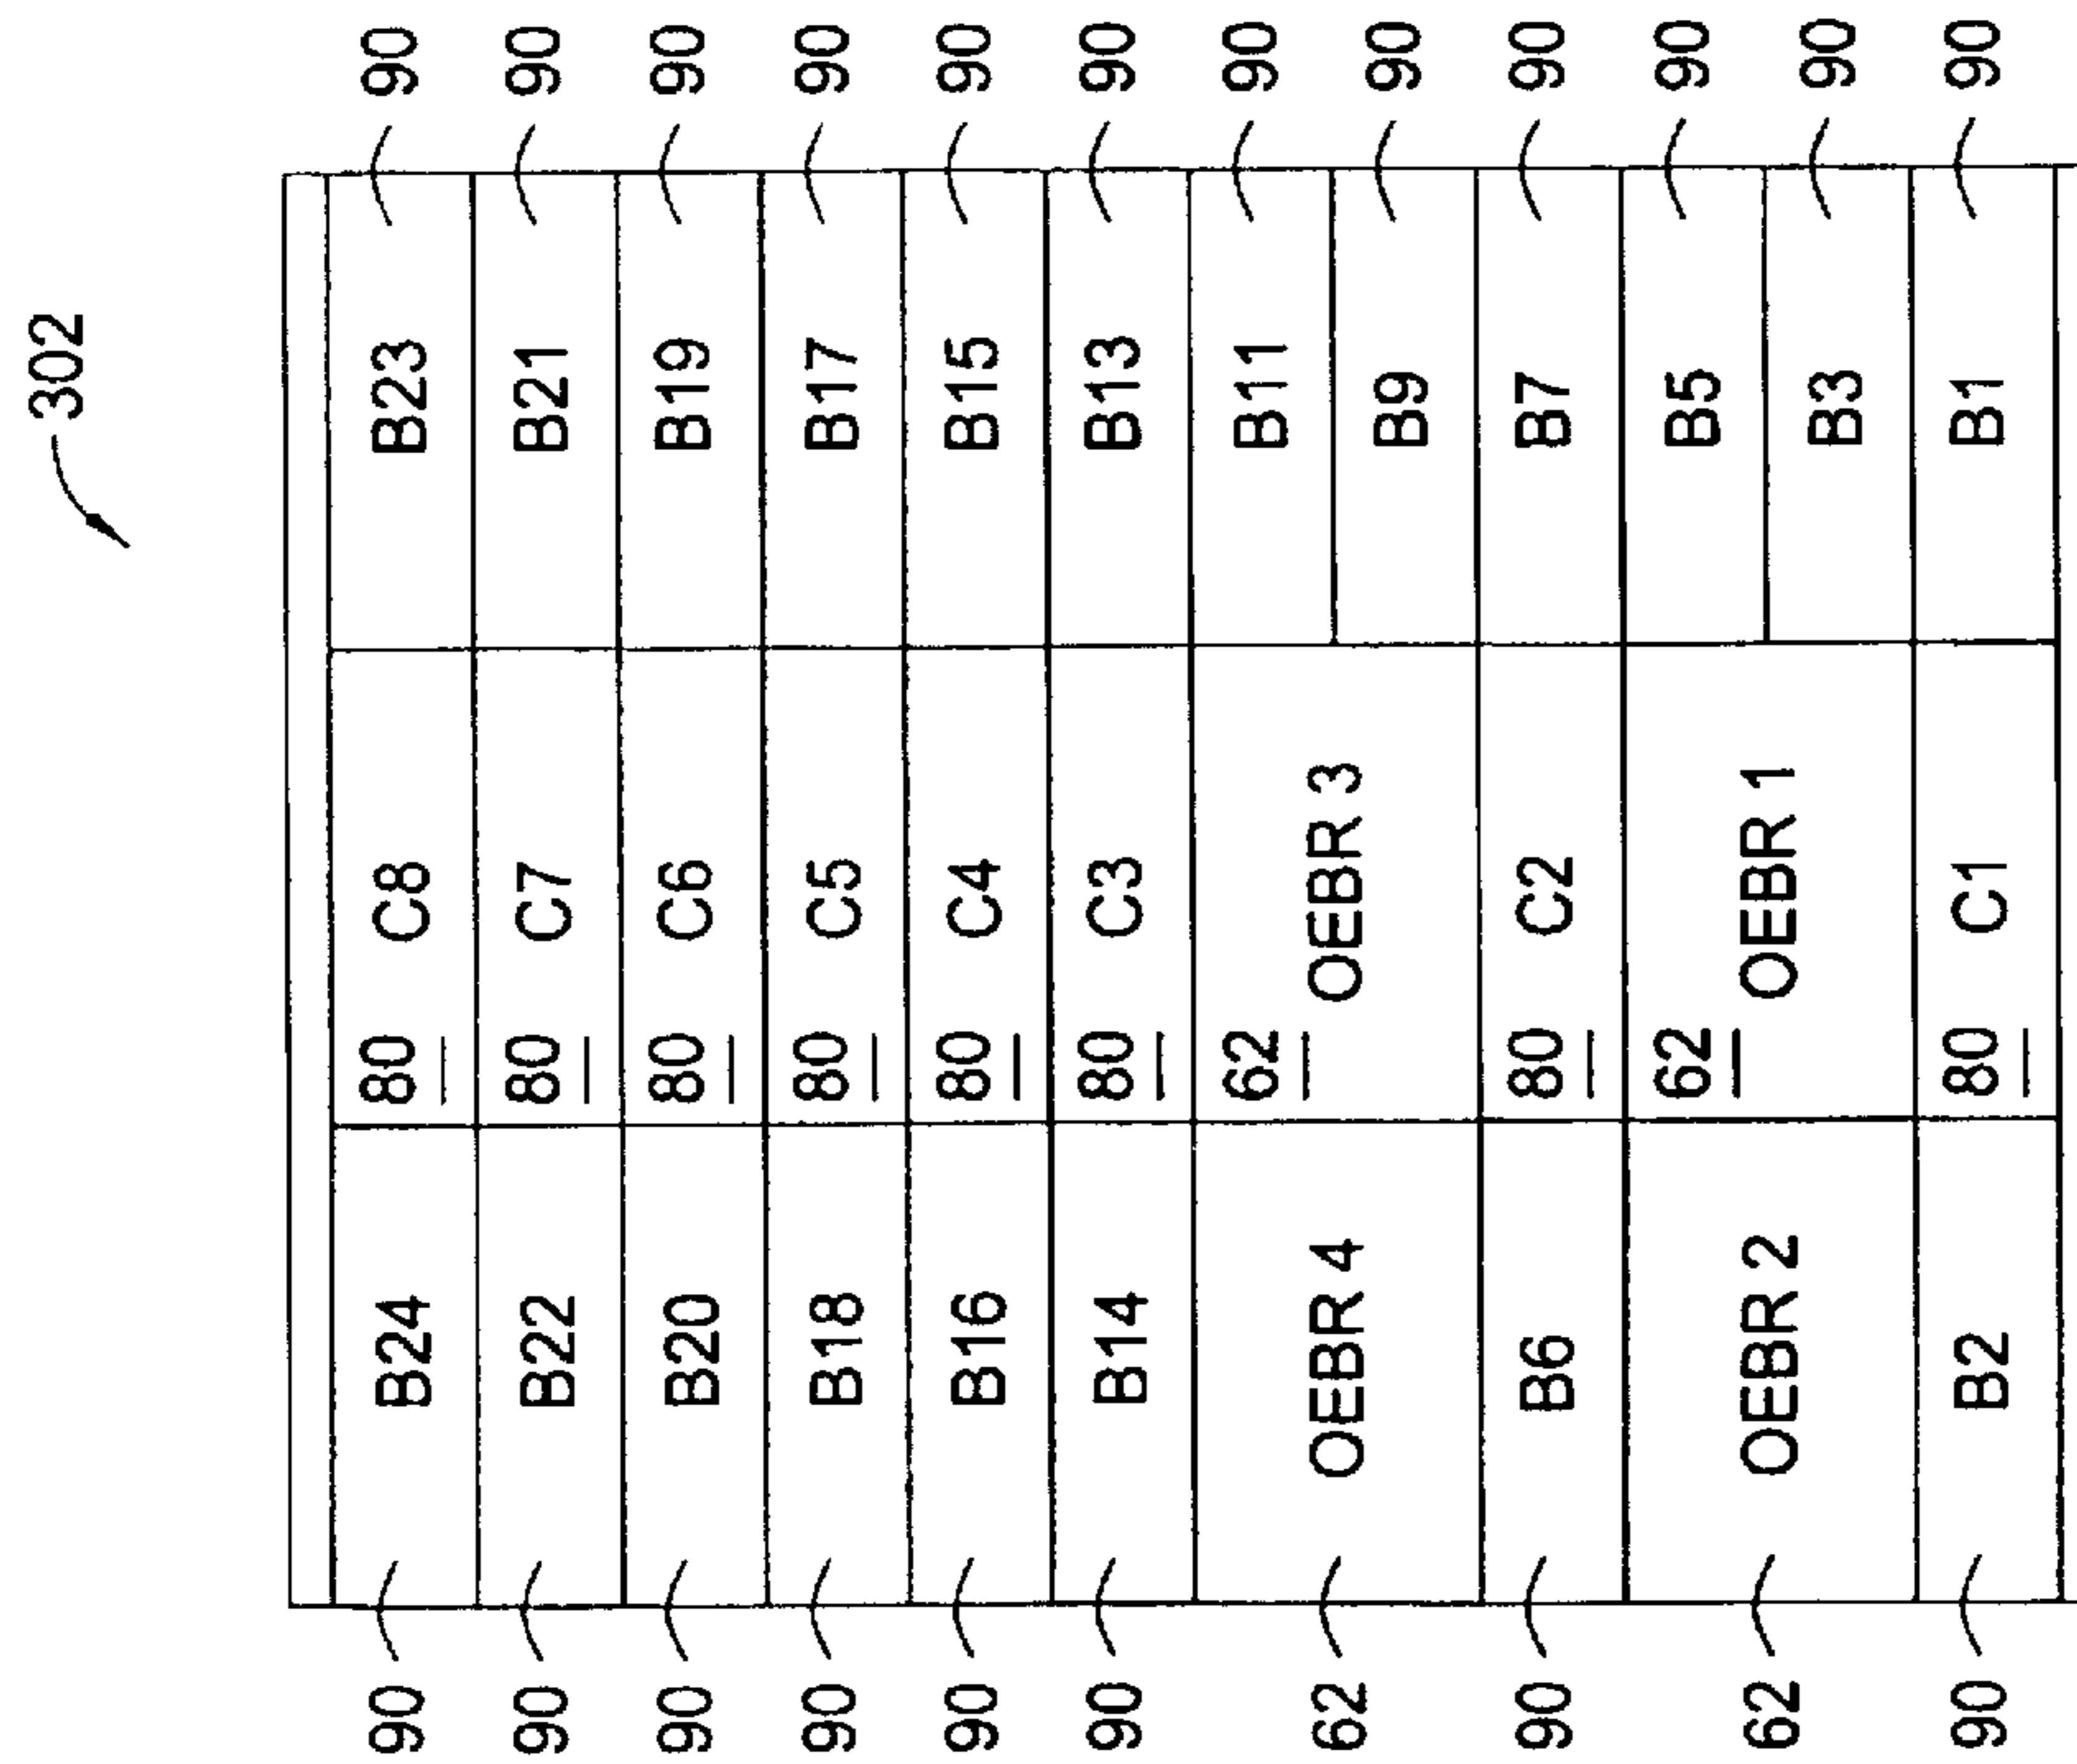 302
90 B24 80 C8 B23 90
90 B22 80 C7 B21 90
90 B20 80 C6 B19 90
90 B18 80 C5 B17 90
90 B16 80 C4 B15 90
90 B14 80 C3 B13 90
62 B11 90
62 OEBR 4 OEBR 3
B9 90
90 B6 80 C2 B7 90
62 B5 90
62 OEBR 2 OEBR 1
B3 90
90 B2 80 C1 B1 90